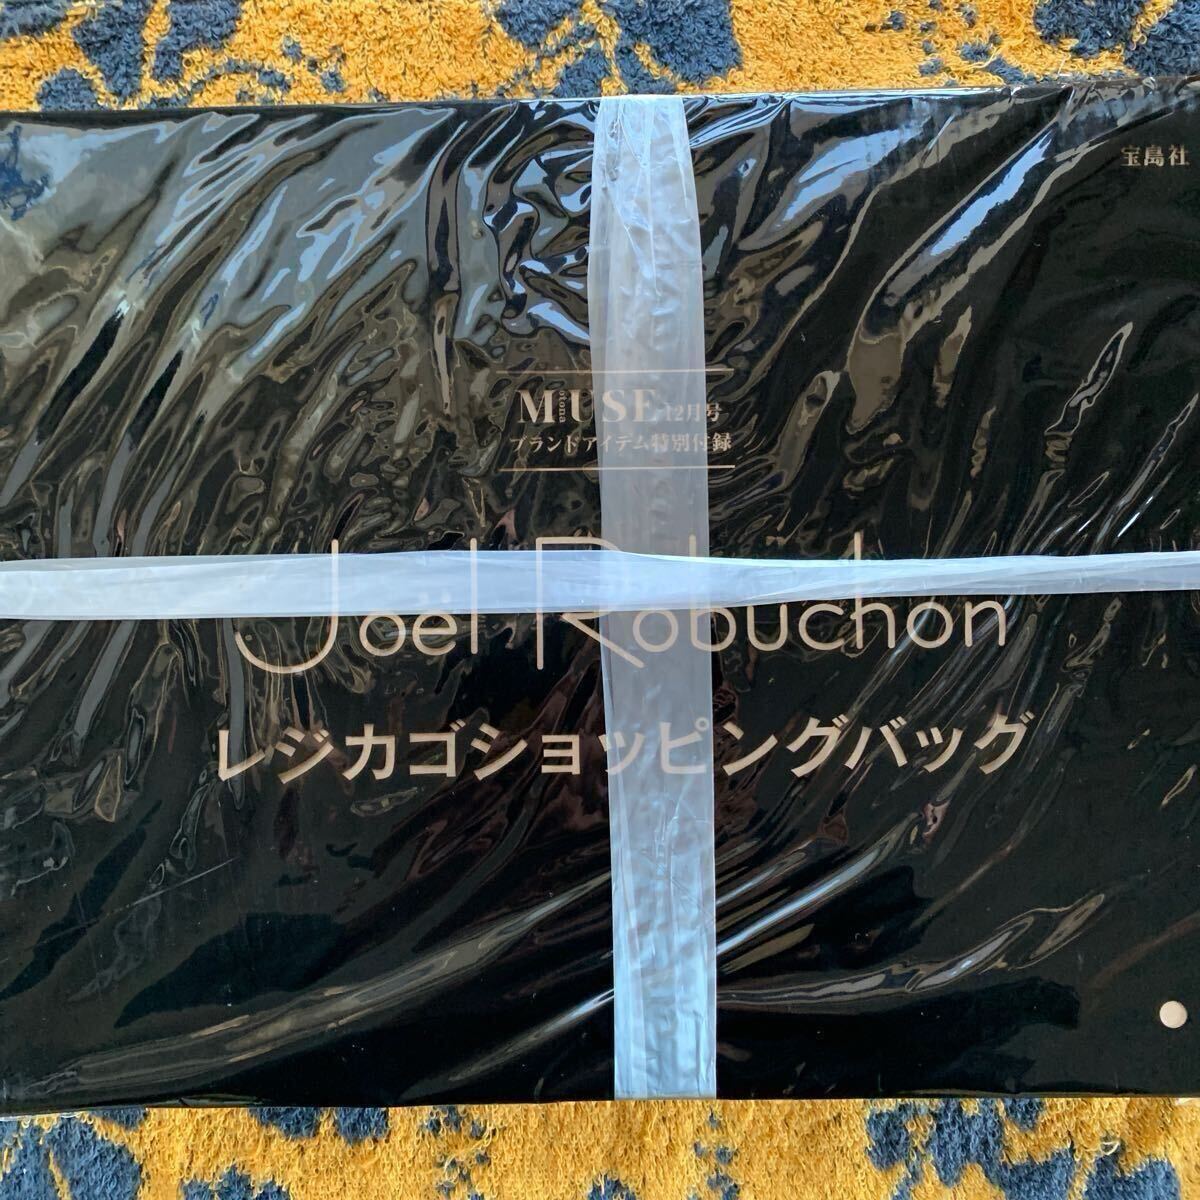 宝島社
otona MUSE 12月号
ブランドアイテム特別付録
Joël Robuchon
レジカゴショッピングバッグ